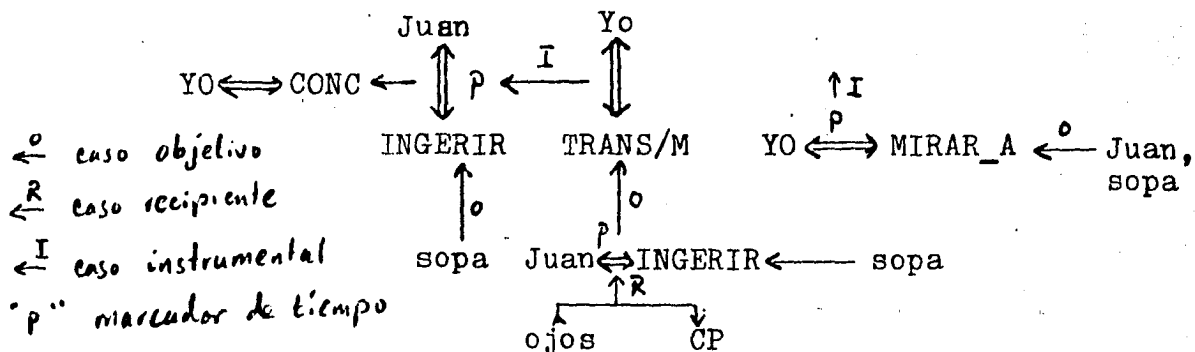 Juan Yo
I
YO CONC p I
p
o caso objetivo INGERIR TRANS/M YO MIRAR_A o Juan,
sopa
R caso recipiente o o
I caso instrumental p
sopa Juan INGERIR sopa
"p" marcador de tiempo R
ojos CP